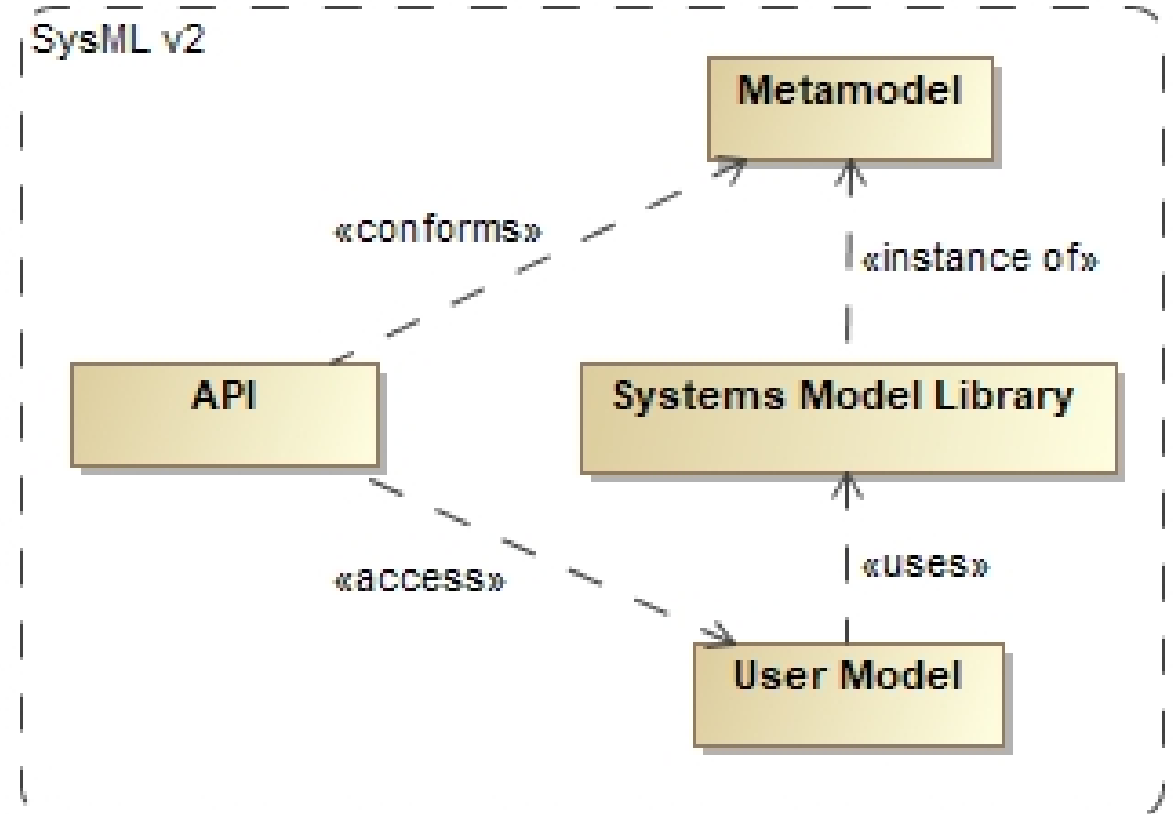 SysML v2
Metamodel
«conforms»
«instance of»
API
Systems Model Library
«access»
«uses»
User Model